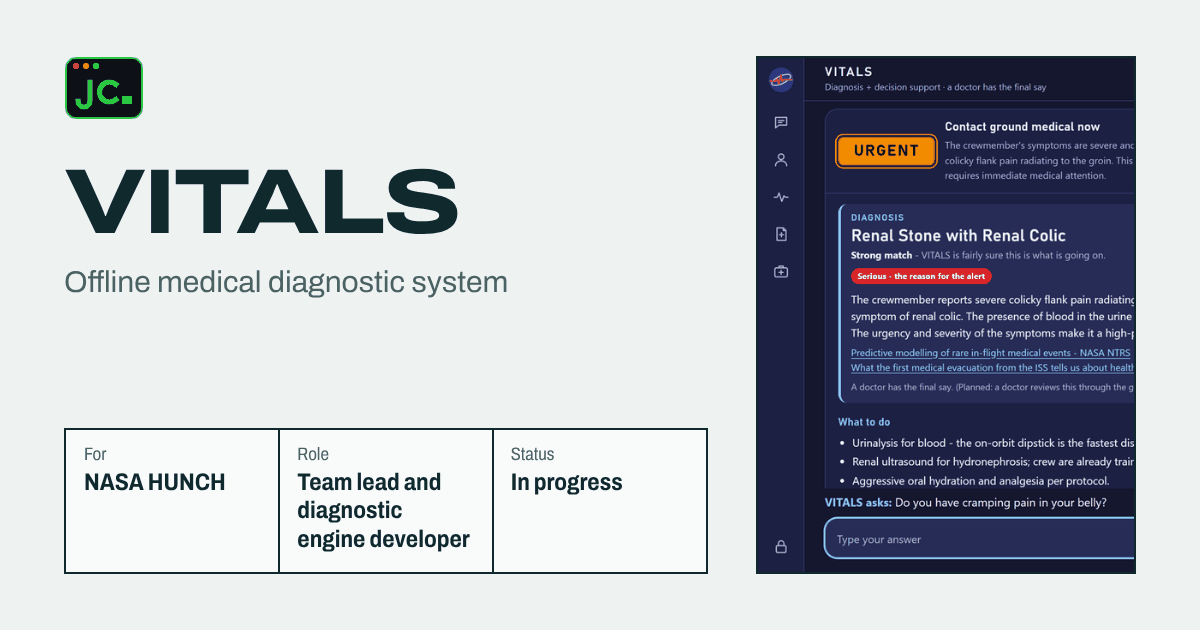 JC.
VITALS
Offline medical diagnostic system
For
NASA HUNCH
Role
Team lead and
diagnostic
engine developer
Status
In progress
VITALS
Diagnosis + decision support · a doctor has the final say
URGENT
Contact ground medical now
The crewmember's symptoms are severe and
colicky flank pain radiating to the groin. This
requires immediate medical attention.
DIAGNOSIS
Renal Stone with Renal Colic
Strong match - VITALS is fairly sure this is what is going on.
Serious · the reason for the alert
The crewmember reports severe colicky flank pain radiating
symptom of renal colic. The presence of blood in the urine
The urgency and severity of the symptoms make it a high-p
Predictive modelling of rare in-flight medical events - NASA NTRS
What the first medical evacuation from the ISS tells us about health
A doctor has the final say. (Planned: a doctor reviews this through the g
What to do
• Urinalysis for blood - the on-orbit dipstick is the fastest dis
• Renal ultrasound for hydronephrosis; crew are already train
• Aggressive oral hydration and analgesia per protocol.
VITALS asks: Do you have cramping pain in your belly?
Type your answer